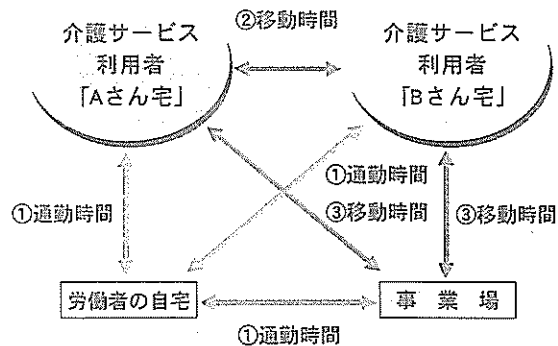 ②移動時間
介護サービス
利用者
「Aさん宅」
介護サービス
利用者
「Bさん宅」
①通勤時間
①通勤時間
③移動時間
③移動時間
労働者の自宅
事業場
①通勤時間